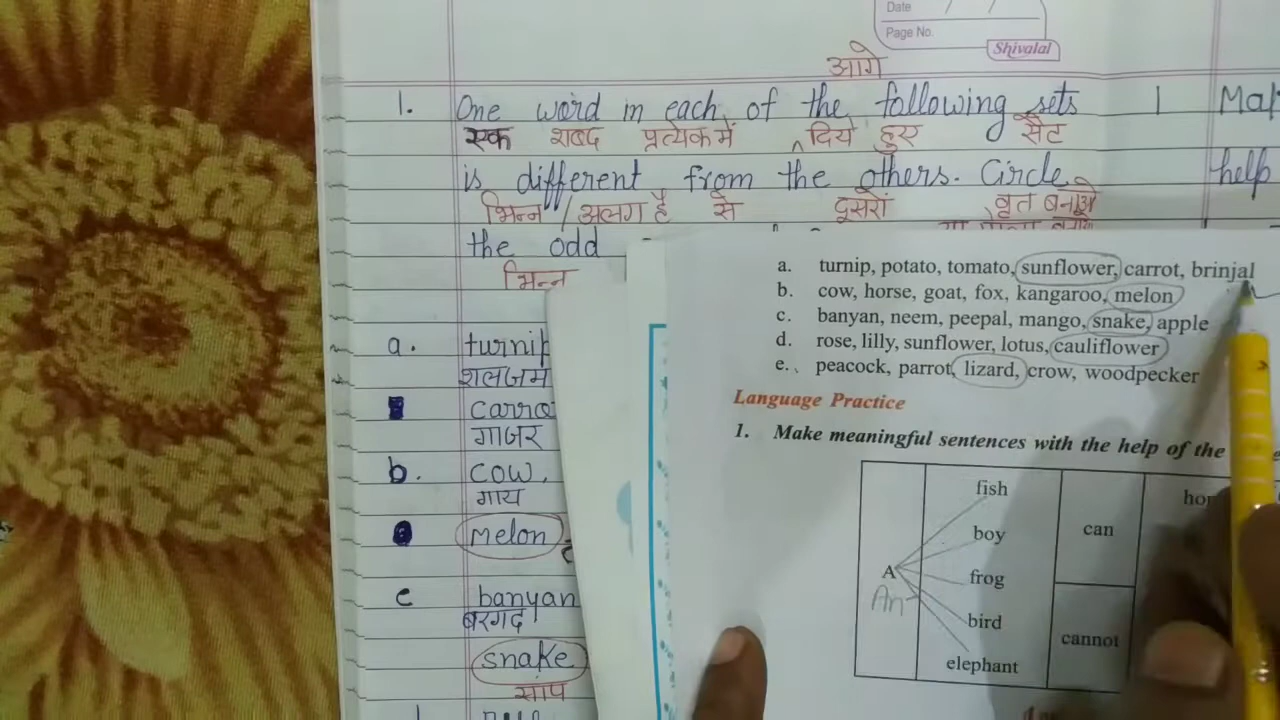 Date / /
Page No.
Shivalal
आगे
1. One word in each of the following sets
एक शब्द प्रत्येक में ^ दिये हुए सैट
is different from the others. Circle
भिन्न / अलग है से दूसरों वृत बनाओ
the odd
भिन्न
a. turnip
शलजम
carro
गाजर
b. cow,
गाय
melon
c banyan
बरगद
snake
सांप
1 Mak
help
a. turnip, potato, tomato, sunflower, carrot, brinjal
b. cow, horse, goat, fox, kangaroo, melon
c. banyan, neem, peepal, mango, snake, apple
d. rose, lilly, sunflower, lotus, cauliflower
e. peacock, parrot, lizard, crow, woodpecker
Language Practice
1. Make meaningful sentences with the help of the
fish
boy
can
A
An
frog
bird
cannot
elephant